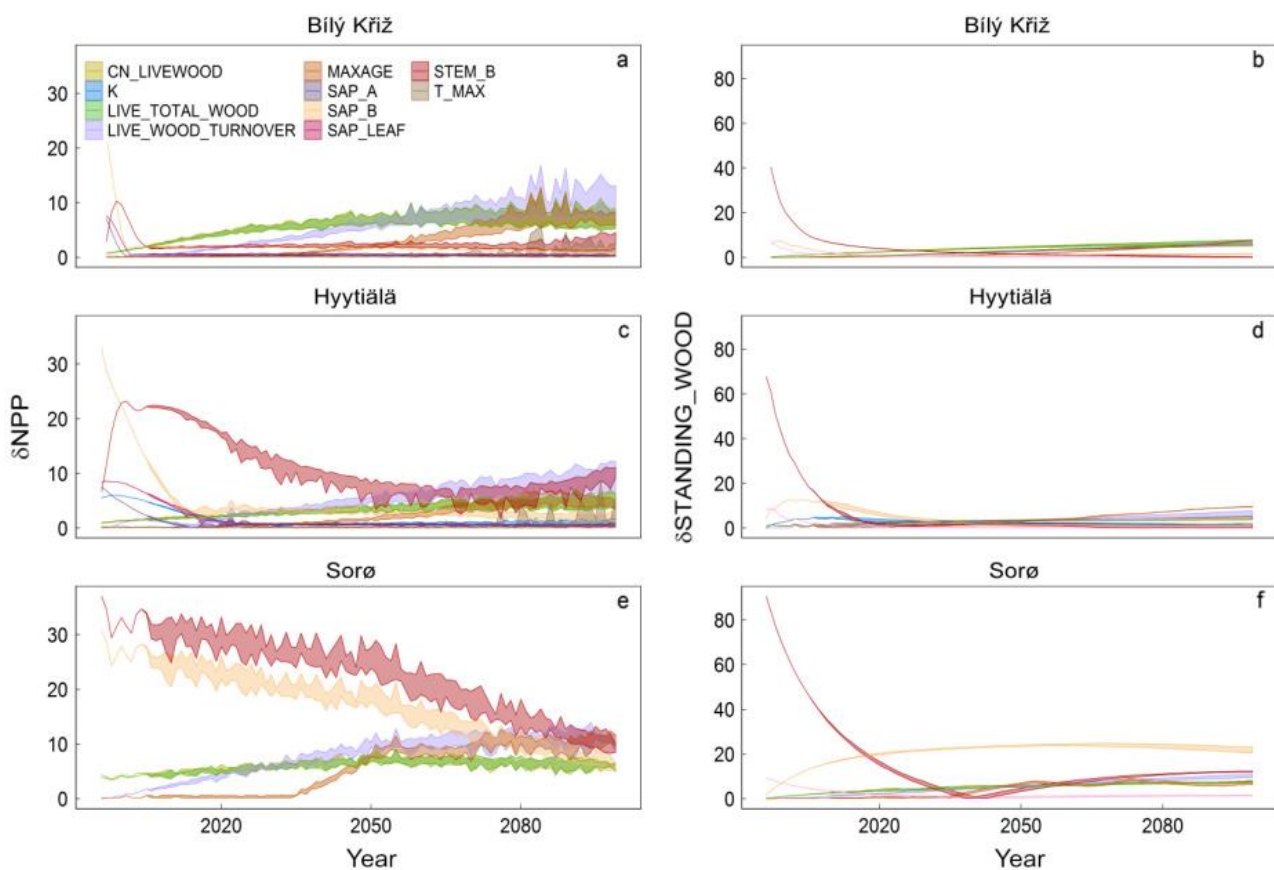 Bílý Kříž
Bílý Kříž
a
b
CN_LIVEWOOD
K
LIVE_TOTAL_WOOD
LIVE_WOOD_TURNOVER
MAXAGE
SAP_A
SAP_B
SAP_LEAF
STEM_B
T_MAX
30
20
10
0
80
60
40
20
0
Hyytiälä
Hyytiälä
c
d
δNPP
30
20
10
0
δSTANDING_WOOD
80
60
40
20
0
Sorø
Sorø
e
f
30
20
10
0
80
60
40
20
0
2020 2050 2080
2020 2050 2080
Year
Year